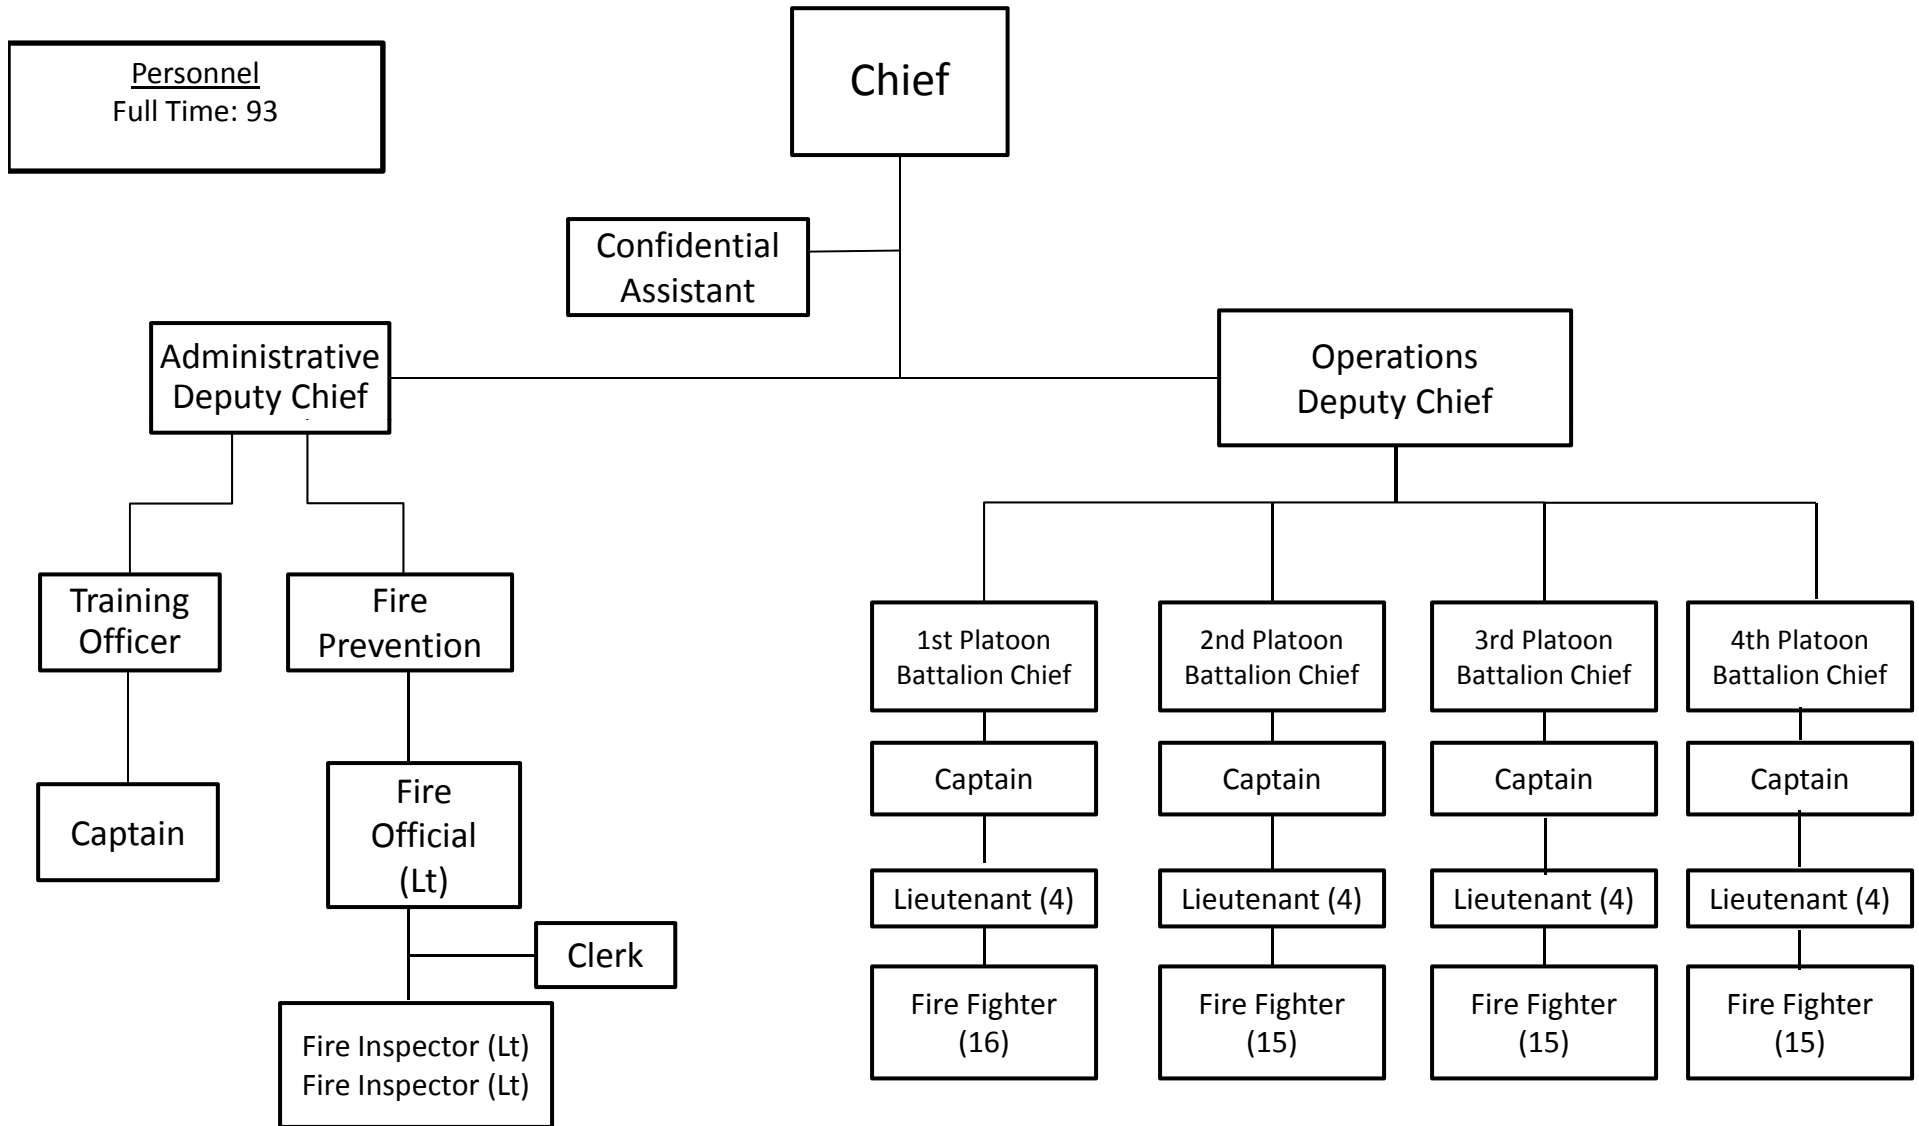 Personnel
Full Time: 93
Chief
Confidential
Assistant
Administrative
Deputy Chief
Operations
Deputy Chief
Training
Officer
Fire
Prevention
1st Platoon
Battalion Chief
2nd Platoon
Battalion Chief
3rd Platoon
Battalion Chief
4th Platoon
Battalion Chief
Captain
Fire
Official
(Lt)
Captain
Captain
Captain
Captain
Lieutenant (4)
Lieutenant (4)
Lieutenant (4)
Lieutenant (4)
Clerk
Fire Inspector (Lt)
Fire Inspector (Lt)
Fire Fighter
(16)
Fire Fighter
(15)
Fire Fighter
(15)
Fire Fighter
(15)